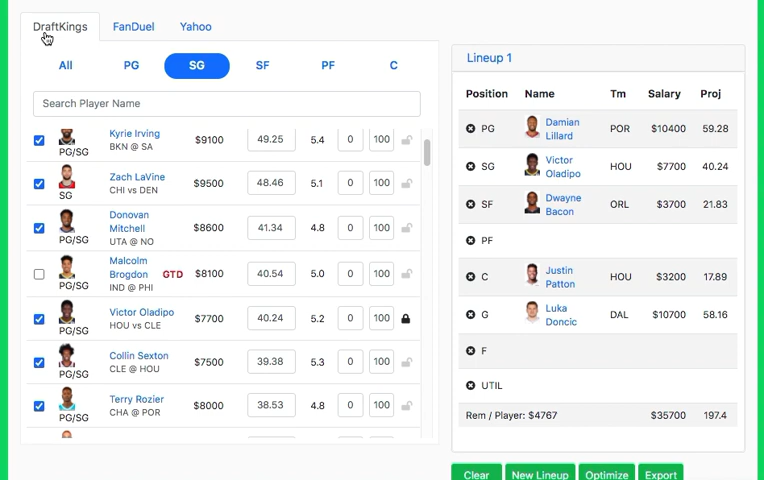 DraftKings FanDuel Yahoo
All PG SG SF PF C
Search Player Name
Kyrie Irving
BKN @ SA
PG/SG
$9100 49.25 5.4 0 100
Zach LaVine
CHI vs DEN
SG
$9500 48.46 5.1 0 100
Donovan
Mitchell
UTA @ NO
PG/SG
$8600 41.34 4.8 0 100
Malcolm
Brogdon
IND @ PHI
PG/SG
GTD $8100 40.54 5.0 0 100
Victor Oladipo
HOU vs CLE
PG/SG
$7700 40.24 5.2 0 100
Collin Sexton
CLE @ HOU
PG/SG
$7500 39.38 5.3 0 100
Terry Rozier
CHA @ POR
PG/SG
$8000 38.53 4.8 0 100
Lineup 1
Position Name Tm Salary Proj
PG Damian
Lillard
POR $10400 59.28
SG Victor
Oladipo
HOU $7700 40.24
SF Dwayne
Bacon
ORL $3700 21.83
PF
C Justin
Patton
HOU $3200 17.89
G Luka
Doncic
DAL $10700 58.16
F
UTIL
Rem / Player: $4767 $35700 197.4
Clear New Lineup Optimize Export